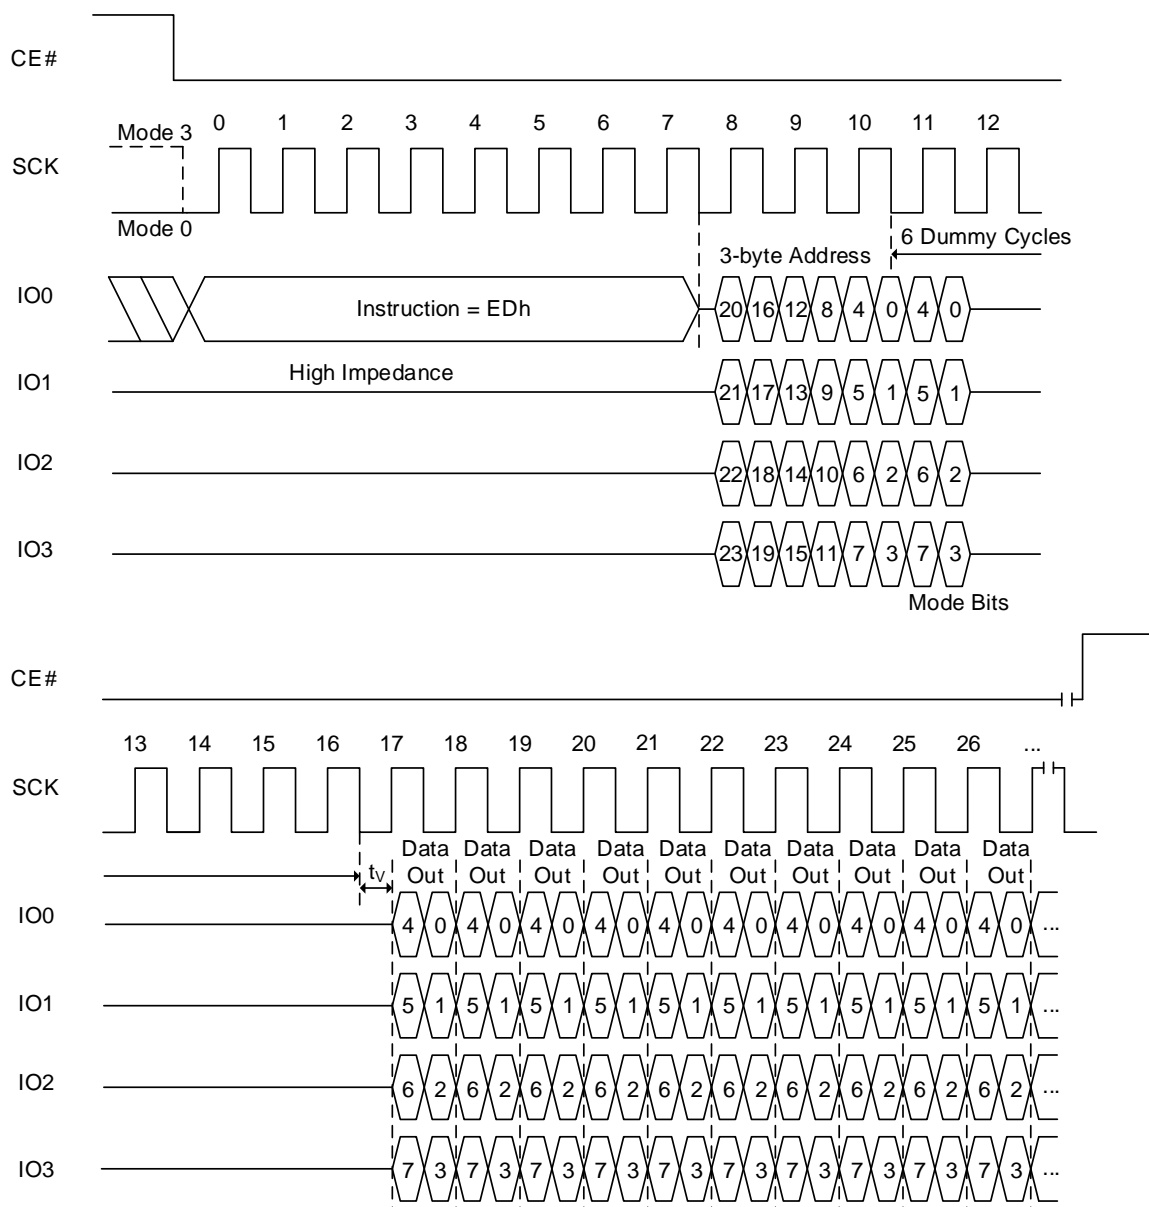 CE#
0 1 2 3 4 5 6 7 8 9 10 11 12
Mode 3
SCK
Mode 0
6 Dummy Cycles
3-byte Address
IO0 Instruction = EDh 20 16 12 8 4 0 4 0
High Impedance
IO1 21 17 13 9 5 1 5 1
IO2 22 18 14 10 6 2 6 2
IO3 23 19 15 11 7 3 7 3
Mode Bits
CE#
13 14 15 16 17 18 19 20 21 22 23 24 25 26 ...
SCK
Data Data Data Data Data Data Data Data Data Data
tV Out Out Out Out Out Out Out Out Out Out
IO0 4 0 4 0 4 0 4 0 4 0 4 0 4 0 4 0 4 0 4 0 ...
IO1 5 1 5 1 5 1 5 1 5 1 5 1 5 1 5 1 5 1 5 1 ...
IO2 6 2 6 2 6 2 6 2 6 2 6 2 6 2 6 2 6 2 6 2 ...
IO3 7 3 7 3 7 3 7 3 7 3 7 3 7 3 7 3 7 3 7 3 ...